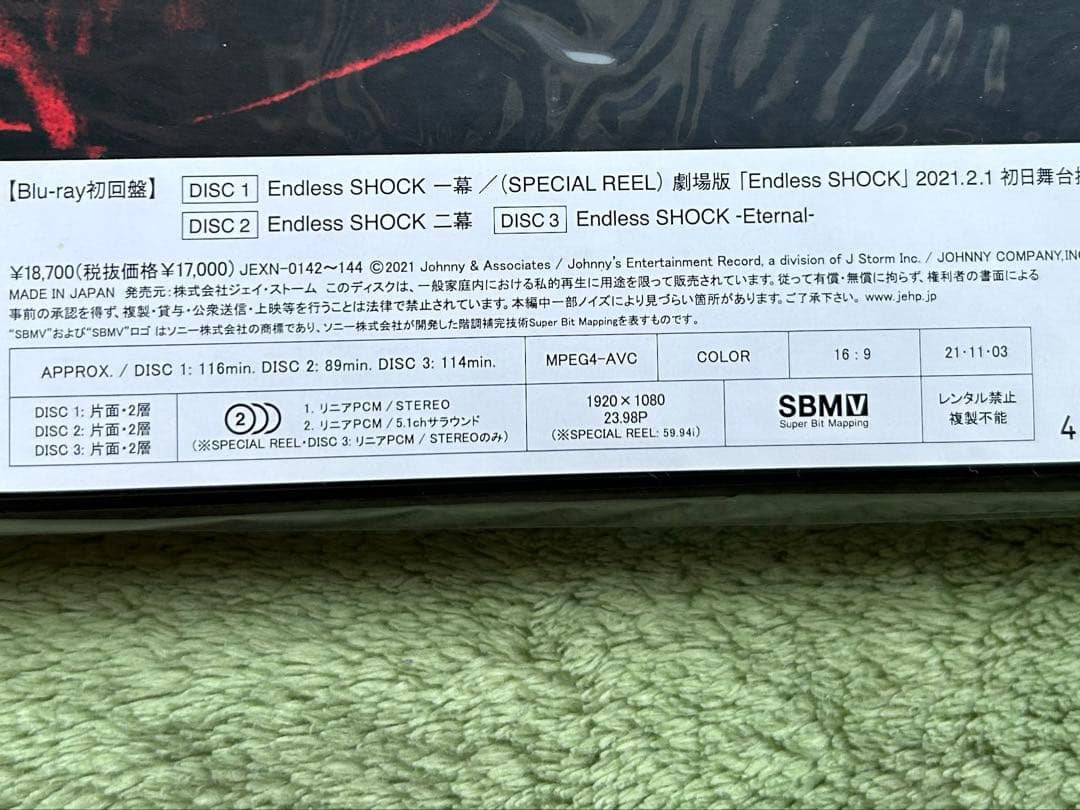 【Blu-ray初回盤】 DISC 1 Endless SHOCK 一幕 ／（SPECIAL REEL） 劇場版 「Endless SHOCK」 2021.2.1 初日舞台
DISC 2 Endless SHOCK 二幕 DISC 3 Endless SHOCK -Eternal-
¥18,700（税抜価格¥17,000） JEXN-0142～144 ©2021 Johnny & Associates / Johnny's Entertainment Record, a division of J Storm Inc. / JOHNNY COMPANY,INC
MADE IN JAPAN 発売元：株式会社ジェイ・ストーム このディスクは、一般家庭内における私的再生に用途を限って販売されています。従って有償・無償に拘らず、権利者の書面による
事前の承認を得ず、複製・貸与・公衆送信・上映等を行うことは法律で禁止されています。本編中一部ノイズにより見づらい箇所があります。ご了承下さい。 www.jehp.jp
“SBMV”および“SBMV”ロゴ はソニー株式会社の商標であり、ソニー株式会社が開発した階調補完技術Super Bit Mappingを表すものです。
APPROX. / DISC 1: 116min. DISC 2: 89min. DISC 3: 114min.
MPEG4-AVC
COLOR
16：9
21・11・03
DISC 1: 片面・2層
DISC 2: 片面・2層
DISC 3: 片面・2層
2
1. リニアPCM / STEREO
2. リニアPCM / 5.1chサラウンド
（※SPECIAL REEL・DISC 3: リニアPCM / STEREOのみ）
1920×1080
23.98P
（※SPECIAL REEL: 59.94i）
SBMV
Super Bit Mapping
レンタル禁止
複製不能
4